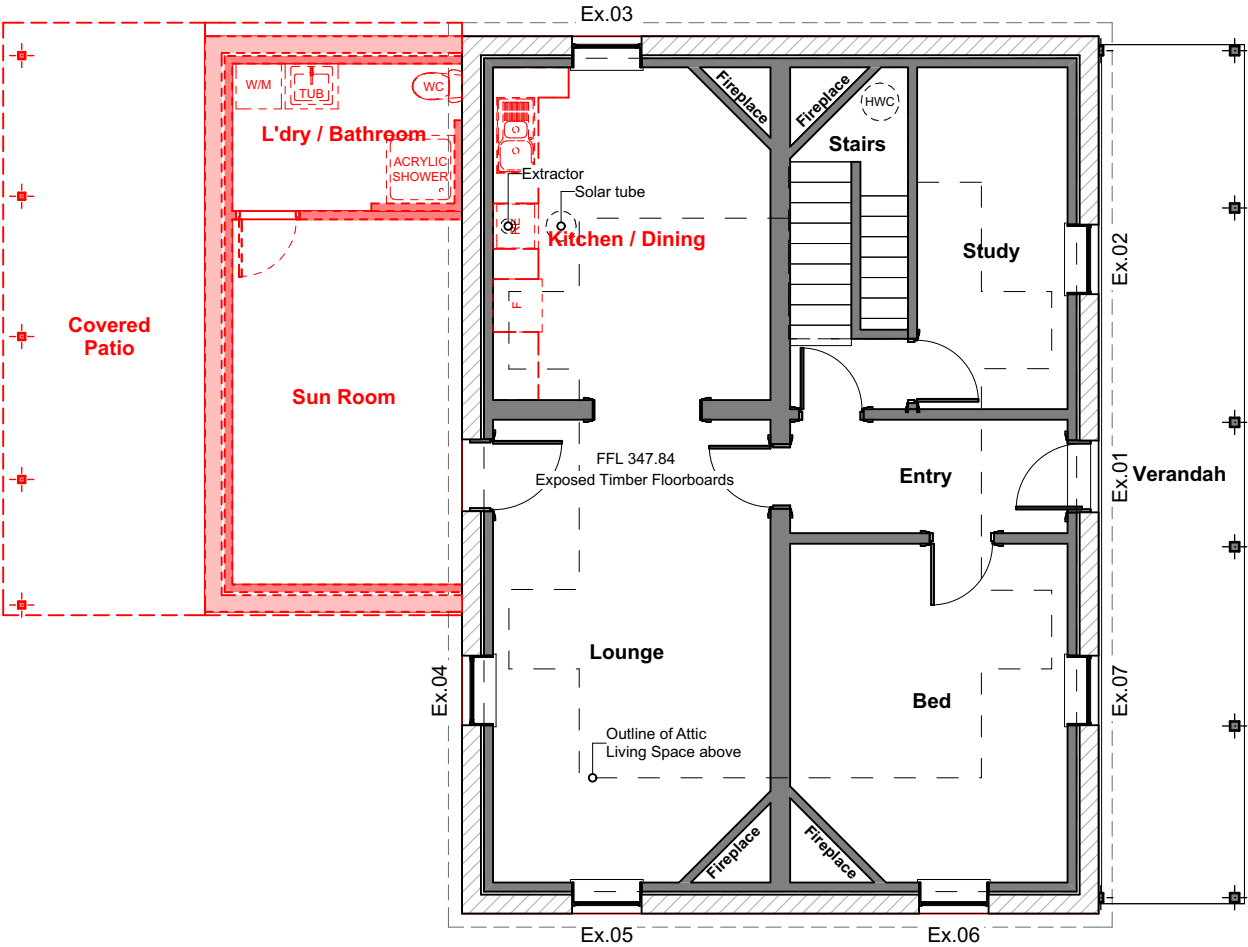 Ex.03
W/M
TUB
WC
L'dry / Bathroom
ACRYLIC
SHOWER
Fireplace
Fireplace
HWC
Stairs
Extractor
Solar tube
Kitchen / Dining
F
Study
Ex.02
Covered
Patio
Sun Room
FFL 347.84
Exposed Timber Floorboards
Entry
Ex.01
Verandah
Lounge
Bed
Ex.04
Ex.07
Outline of Attic
Living Space above
Fireplace
Fireplace
Ex.05
Ex.06